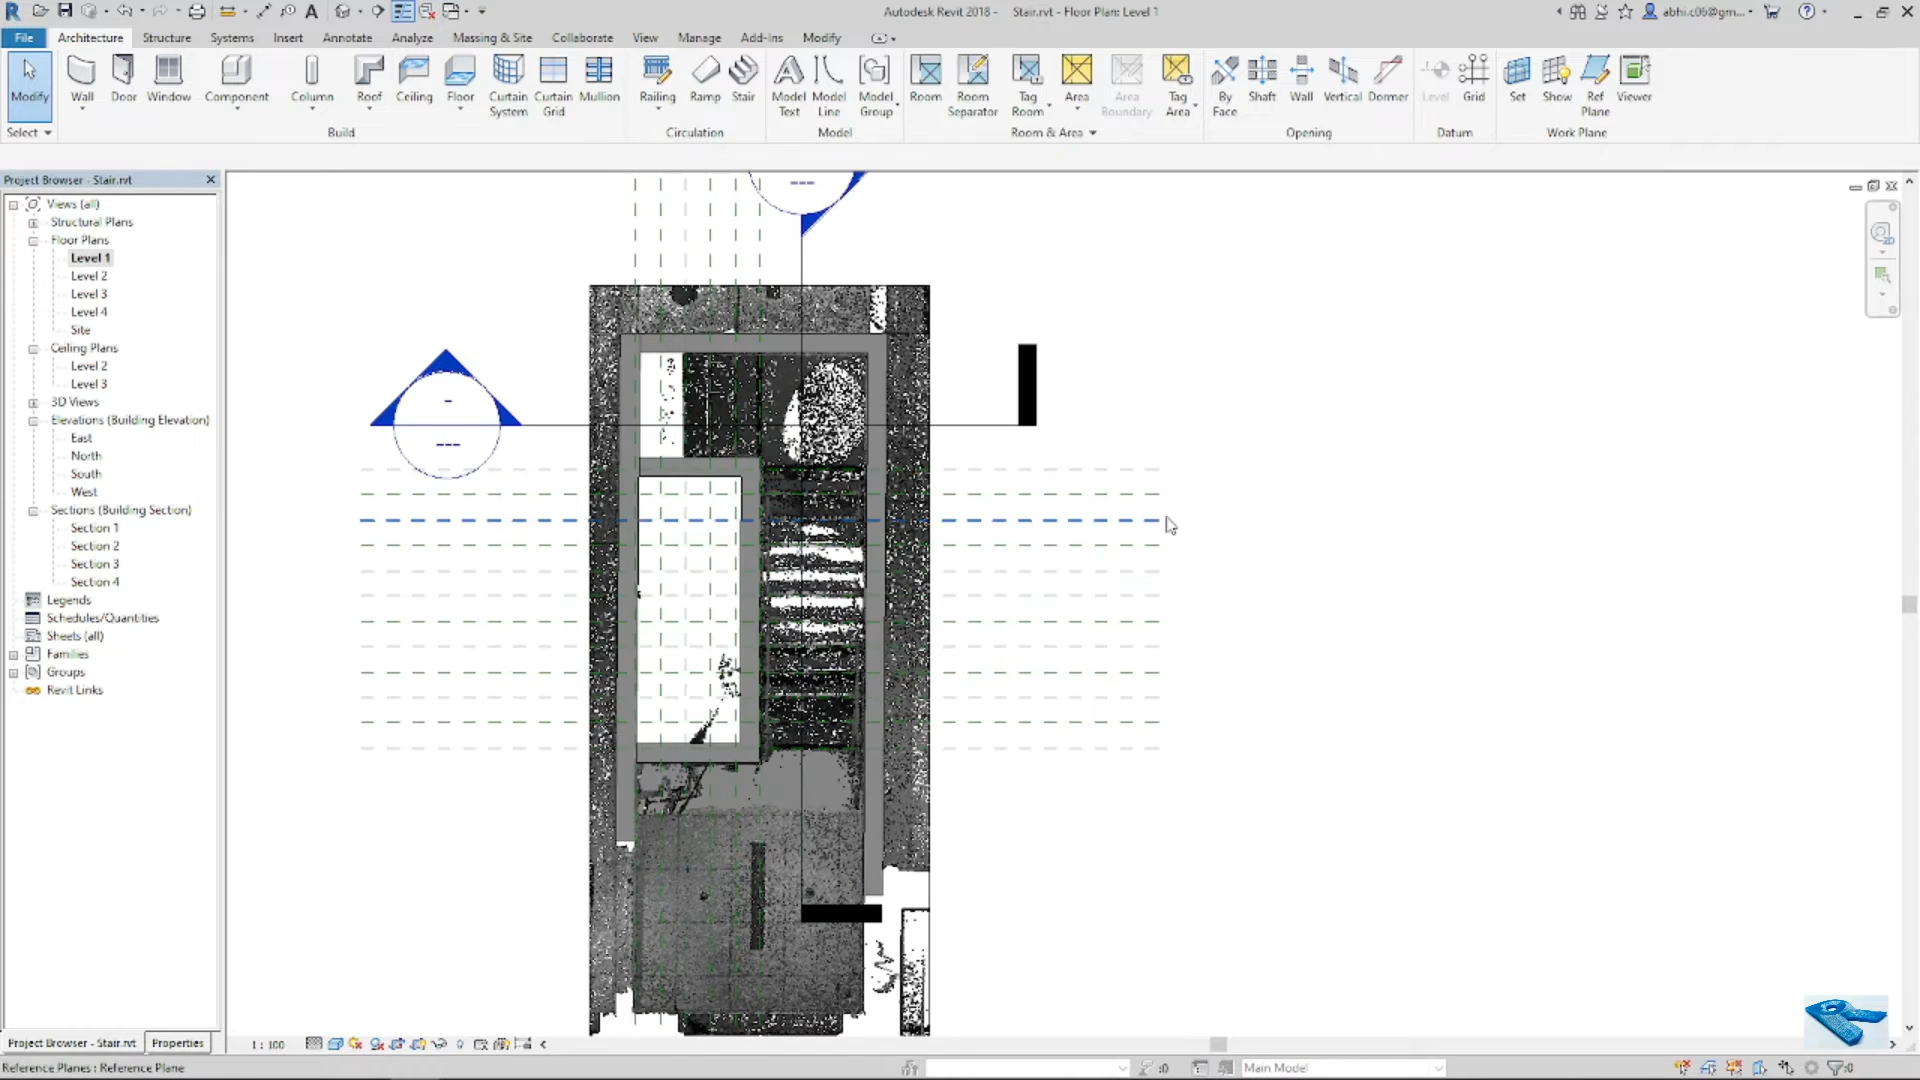 Autodesk Revit 2018 - Stair.rvt - Floor Plan: Level 1
abhi.c06@gm...
File Architecture Structure Systems Insert Annotate Analyze Massing & Site Collaborate View Manage Add-Ins Modify
Modify Wall Door Window Component Column Roof Ceiling Floor Curtain System Curtain Grid Mullion Railing Ramp Stair Model Text Model Line Model Group Room Room Separator Tag Room Area Area Boundary Tag Area By Face Shaft Wall Vertical Dormer Level Grid Set Show Ref Plane Viewer
Select Build Circulation Model Room & Area Opening Datum Work Plane
Project Browser - Stair.rvt
Views (all)
Structural Plans
Floor Plans
Level 1
Level 2
Level 3
Level 4
Site
Ceiling Plans
Level 2
Level 3
3D Views
Elevations (Building Elevation)
East
North
South
West
Sections (Building Section)
Section 1
Section 2
Section 3
Section 4
Legends
Schedules/Quantities
Sheets (all)
Families
Groups
Revit Links
Project Browser - Stair.rvt Properties
1 : 100
Reference Planes : Reference Plane
:0 Main Model :0